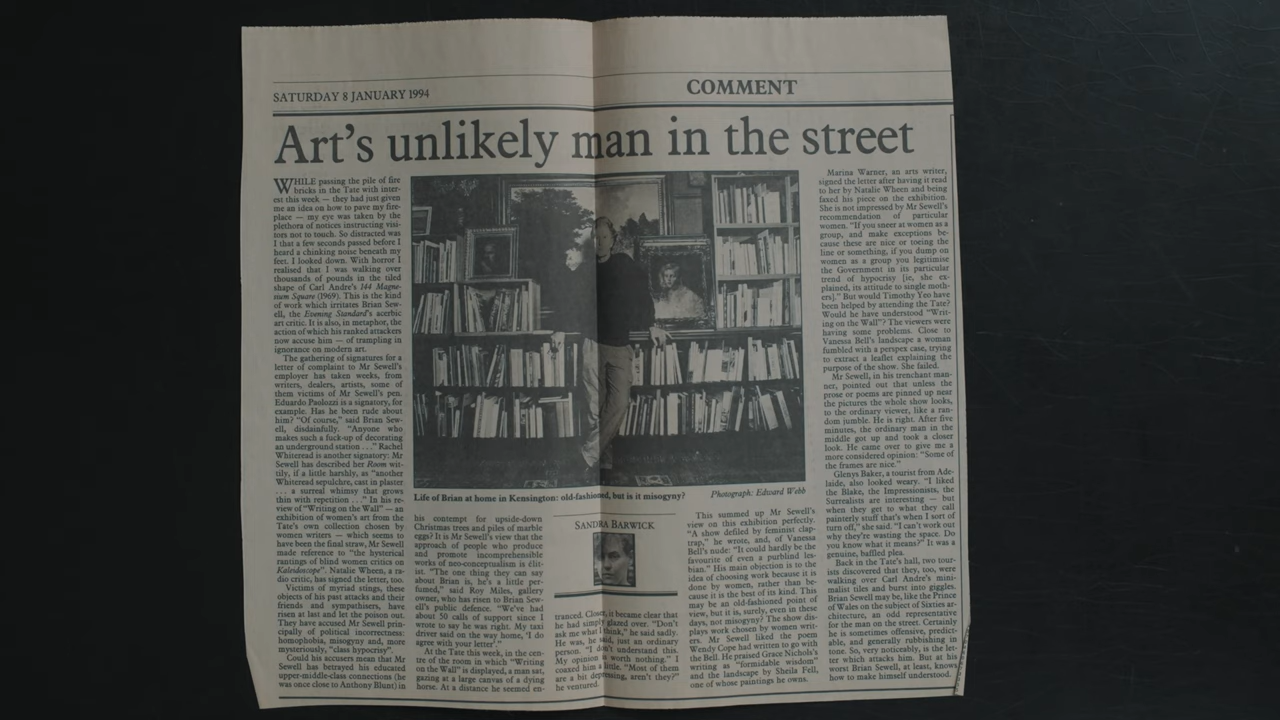 SATURDAY 8 JANUARY 1994
COMMENT
Art's unlikely man in the street
WHILE passing the pile of fire
bricks in the Tate with inter-
est this week — they had just given
me an idea on how to pave my fire-
place — my eye was taken by the
plethora of notices instructing visi-
tors not to touch. So distracted was
I that a few seconds passed before I
heard a chinking noise beneath my
feet. I looked down. With horror I
realised that I was walking over
thousands of pounds in the tiled
shape of Carl Andre's 144 Magne-
sium Square (1969). This is the kind
of work which irritates Brian Sew-
ell, the Evening Standard's acerbic
art critic. It is also, in metaphor, the
action of which his ranked attackers
now accuse him — of trampling in
ignorance on modern art.
The gathering of signatures for a
letter of complaint to Mr Sewell's
employer has taken weeks, from
writers, dealers, artists, some of
them victims of Mr Sewell's pen.
Eduardo Paolozzi is a signatory, for
example. Has he been rude about
him? "Of course," said Brian Sew-
ell, disdainfully. "Anyone who
makes such a fuck-up of decorating
an underground station . . ." Rachel
Whiteread is another signatory: Mr
Sewell has described her Room wit-
tily, if a little harshly, as "another
Whiteread sepulchre, cast in plaster
. . . a surreal whimsy that grows
thin with repetition . . ." In his re-
view of "Writing on the Wall" — an
exhibition of women's art from the
Tate's own collection chosen by
women writers — which seems to
have been the final straw, Mr Sewell
made reference to "the hysterical
rantings of blind women critics on
Kaleidoscope". Natalie Wheen, a ra-
dio critic, has signed the letter, too.
Victims of myriad stings, these
objects of his past attacks and their
friends and sympathisers, have
risen at last and let the poison out.
They have accused Mr Sewell prin-
cipally of political incorrectness:
homophobia, misogyny and, more
mysteriously, "class hypocrisy".
Could his accusers mean that Mr
Sewell has betrayed his educated
upper-middle-class connections (he
was once close to Anthony Blunt) in
Life of Brian at home in Kensington: old-fashioned, but is it misogyny?
Photograph: Edward Webb
his contempt for upside-down
Christmas trees and piles of marble
eggs? It is Mr Sewell's view that the
approach of people who produce
and promote incomprehensible
works of neo-conceptualism is élit-
ist. "The one thing they can say
about Brian is, he's a little per-
fumed," said Roy Miles, gallery
owner, who has risen to Brian Sew-
ell's public defence. "We've had
about 50 calls of support since I
wrote to say he was right. My taxi
driver said on the way home, 'I do
agree with your letter'."
At the Tate this week, in the cen-
tre of the room in which "Writing
on the Wall" is displayed, a man sat,
gazing at a large canvas of a dying
horse. At a distance he seemed en-
SANDRA BARWICK
tranced. Closer, it became clear that
he had simply glazed over. "Don't
ask me what I think," he said sadly.
He was, he said, just an ordinary
person. "I don't understand this.
My opinion is worth nothing." I
coaxed him a little. "Most of them
are a bit depressing, aren't they?"
he ventured.
This summed up Mr Sewell's
view on this exhibition perfectly.
"A show defiled by feminist clap-
trap," he wrote, and, of Vanessa
Bell's nude: "It could hardly be the
favourite of even a purblind les-
bian." His main objection is to the
idea of choosing work because it is
done by women, rather than be-
cause it is the best of its kind. This
may be an old-fashioned point of
view, but it is, surely, even in these
days, not misogyny? The show dis-
plays work chosen by women writ-
ers. Mr Sewell liked the poem
Wendy Cope had written to go with
the Bell. He praised Grace Nichols's
writing as "formidable wisdom"
and the landscape by Sheila Fell,
one of whose paintings he owns.
Marina Warner, an arts writer,
signed the letter after having it read
to her by Natalie Wheen and being
faxed his piece on the exhibition.
She is not impressed by Mr Sewell's
recommendation of particular
women. "If you sneer at women as a
group, and make exceptions be-
cause these are nice or toeing the
line or something, if you dump on
women as a group you legitimise
the Government in its particular
trend of hypocrisy [ie, she ex-
plained, its attitude to single moth-
ers]." But would Timothy Yeo have
been helped by attending the Tate?
Would he have understood "Writ-
ing on the Wall"? The viewers were
having some problems. Close to
Vanessa Bell's landscape a woman
fumbled with a perspex case, trying
to extract a leaflet explaining the
purpose of the show. She failed.
Mr Sewell, in his trenchant man-
ner, pointed out that unless the
prose or poems are pinned up near
the pictures the whole show looks,
to the ordinary viewer, like a ran-
dom jumble. He is right. After five
minutes, the ordinary man in the
middle got up and took a closer
look. He came over to give me a
more considered opinion: "Some of
the frames are nice."
Glenys Baker, a tourist from Ade-
laide, also looked weary. "I liked
the Blake, the Impressionists, the
Surrealists are interesting — but
when they get to what they call
painterly stuff that's when I sort of
turn off," she said. "I can't work out
why they're wasting the space. Do
you know what it means?" It was a
genuine, baffled plea.
Back in the Tate's hall, two tour-
ists discovered that they, too, were
walking over Carl Andre's mini-
malist tiles and burst into giggles.
Brian Sewell may be, like the Prince
of Wales on the subject of Sixties ar-
chitecture, an odd representative
for the man on the street. Certainly
he is sometimes offensive, predict-
able, and generally rubbishing in
tone. So, very noticeably, is the let-
ter which attacks him. But at his
worst Brian Sewell, at least, knows
how to make himself understood.